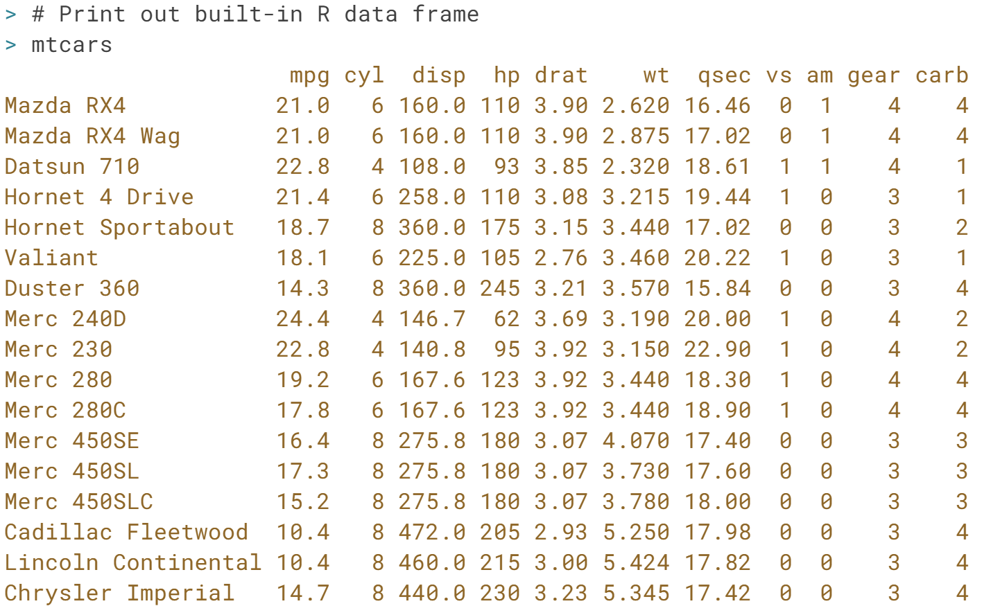 > # Print out built-in R data frame
> mtcars
                     mpg cyl  disp  hp drat    wt  qsec vs am gear carb
Mazda RX4           21.0   6 160.0 110 3.90 2.620 16.46  0  1    4    4
Mazda RX4 Wag       21.0   6 160.0 110 3.90 2.875 17.02  0  1    4    4
Datsun 710          22.8   4 108.0  93 3.85 2.320 18.61  1  1    4    1
Hornet 4 Drive      21.4   6 258.0 110 3.08 3.215 19.44  1  0    3    1
Hornet Sportabout   18.7   8 360.0 175 3.15 3.440 17.02  0  0    3    2
Valiant             18.1   6 225.0 105 2.76 3.460 20.22  1  0    3    1
Duster 360          14.3   8 360.0 245 3.21 3.570 15.84  0  0    3    4
Merc 240D           24.4   4 146.7  62 3.69 3.190 20.00  1  0    4    2
Merc 230            22.8   4 140.8  95 3.92 3.150 22.90  1  0    4    2
Merc 280            19.2   6 167.6 123 3.92 3.440 18.30  1  0    4    4
Merc 280C           17.8   6 167.6 123 3.92 3.440 18.90  1  0    4    4
Merc 450SE          16.4   8 275.8 180 3.07 4.070 17.40  0  0    3    3
Merc 450SL          17.3   8 275.8 180 3.07 3.730 17.60  0  0    3    3
Merc 450SLC         15.2   8 275.8 180 3.07 3.780 18.00  0  0    3    3
Cadillac Fleetwood  10.4   8 472.0 205 2.93 5.250 17.98  0  0    3    4
Lincoln Continental 10.4   8 460.0 215 3.00 5.424 17.82  0  0    3    4
Chrysler Imperial   14.7   8 440.0 230 3.23 5.345 17.42  0  0    3    4